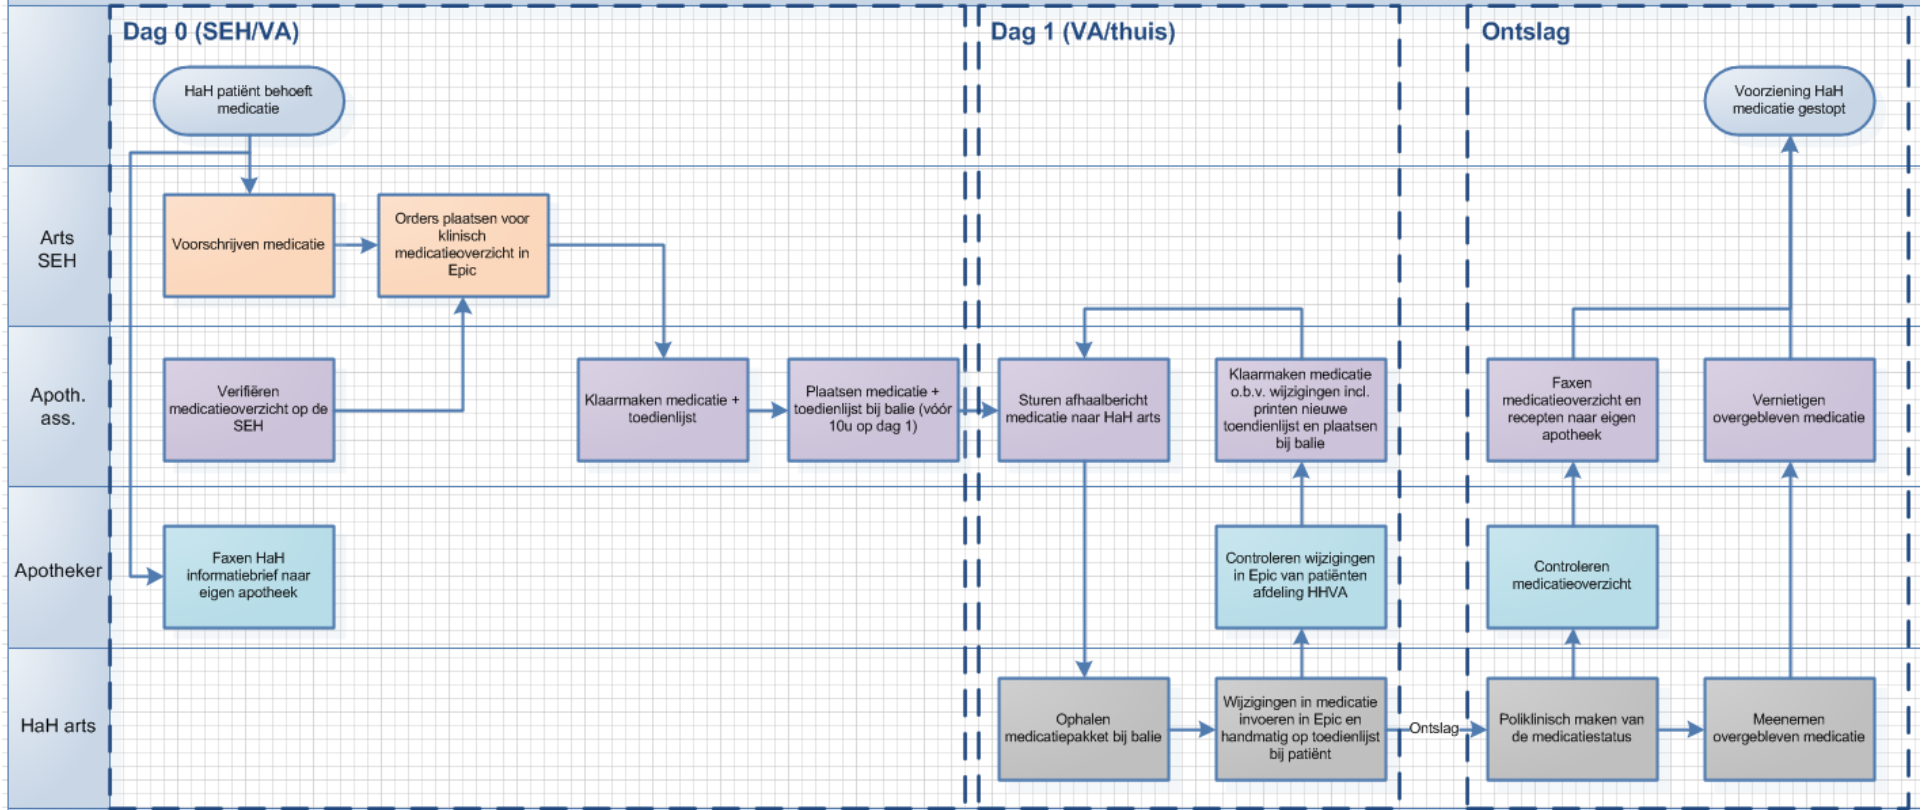 Dag 0 (SEH/VA)
Dag 1 (VA/thuis)
Ontslag
HaH patiënt behoeft
medicatie
Voorziening HaH
medicatie gestopt
Arts
SEH
Voorschrijven medicatie
Orders plaatsen voor
klinisch
medicatieoverzicht in
Epic
Apoth.
ass.
Verifiëren
medicatieoverzicht op de
SEH
Klaarmaken medicatie +
toedienlijst
Plaatsen medicatie +
toedienlijst bij balie (vóór
10u op dag 1)
Sturen afhaalbericht
medicatie naar HaH arts
Klaarmaken medicatie
o.b.v. wijzigingen incl.
printen nieuwe
toendienlijst en plaatsen
bij balie
Faxen
medicatieoverzicht en
recepten naar eigen
apotheek
Vernietigen
overgebleven medicatie
Apotheker
Faxen HaH
informatiebrief naar
eigen apotheek
Controleren wijzigingen
in Epic van patiënten
afdeling HHVA
Controleren
medicatieoverzicht
HaH arts
Ophalen
medicatiepakket bij balie
Wijzigingen in medicatie
invoeren in Epic en
handmatig op toedienlijst
bij patiënt
Ontslag
Poliklinisch maken van
de medicatiestatus
Meenemen
overgebleven medicatie